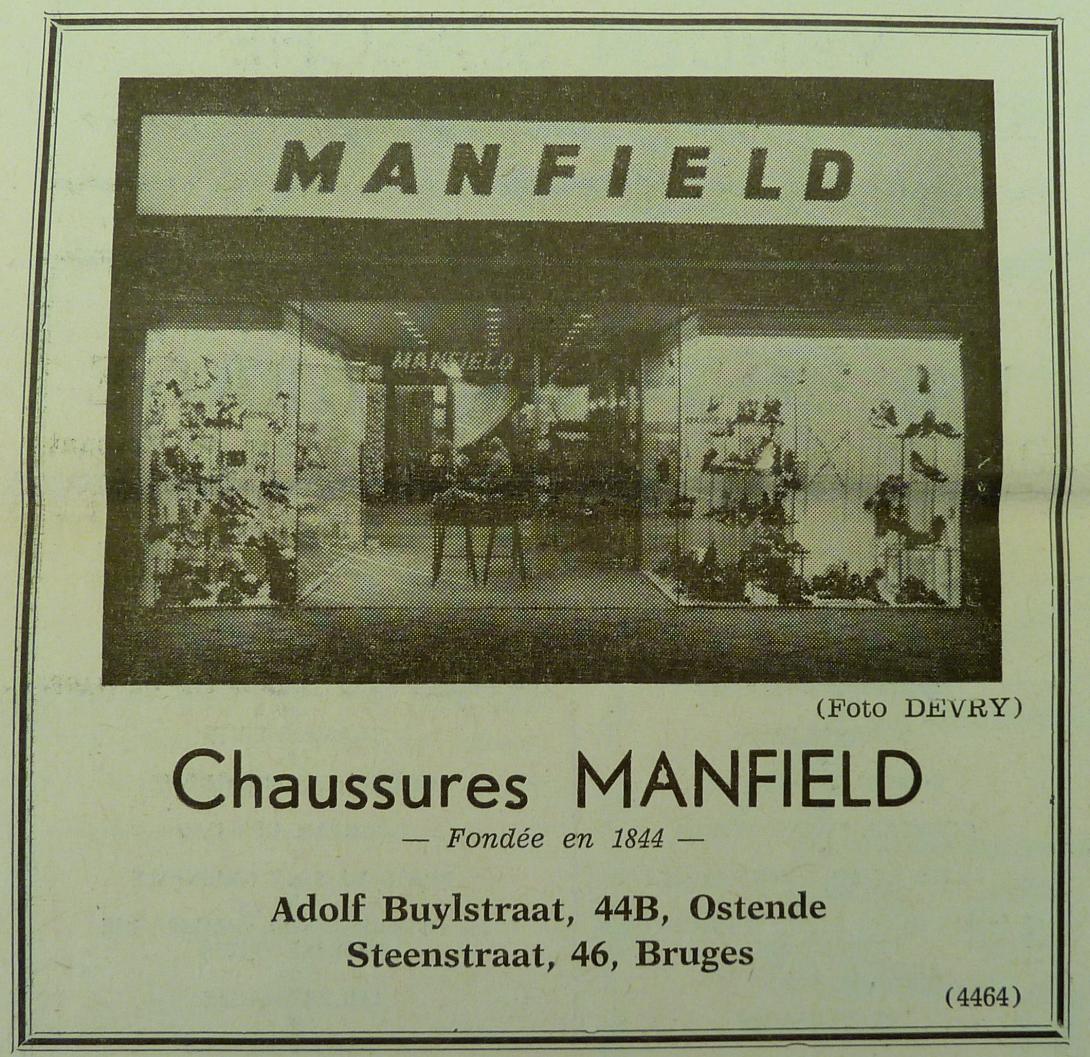 MANFIELD
MANFIELD
(Foto DEVRY)
Chaussures MANFIELD
— Fondée en 1844 —
Adolf Buylstraat, 44B, Ostende
Steenstraat, 46, Bruges
(4464)